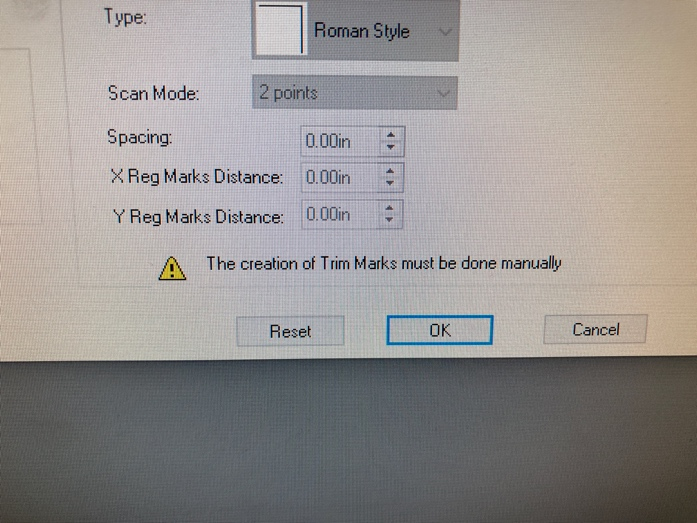 Type:
Roman Style
Scan Mode:
2 points
Spacing:
0.00in
X Reg Marks Distance:
0.00in
Y Reg Marks Distance:
0.00in
The creation of Trim Marks must be done manually
Reset
OK
Cancel